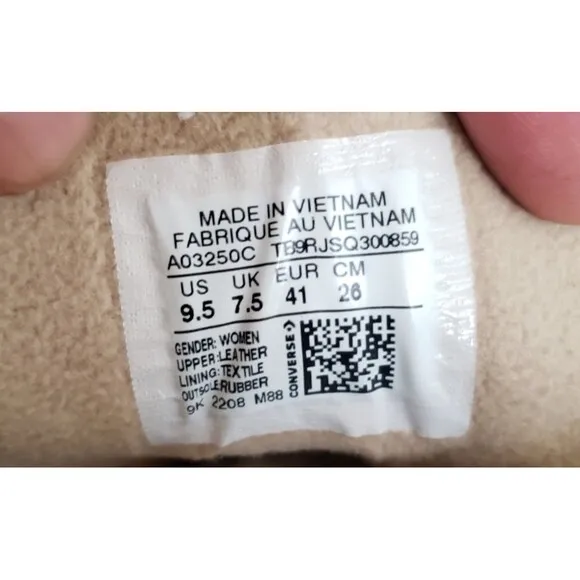 MADE IN VIETNAM
FABRIQUE AU VIETNAM
A03250C TB9RJSQ300859
US UK EUR CM
9.5 7.5 41 26
GENDER: WOMEN
UPPER:LEATHER
LINING:TEXTILE
OUTSOLE:RUBBER
9K 2208 M88
CONVERSE